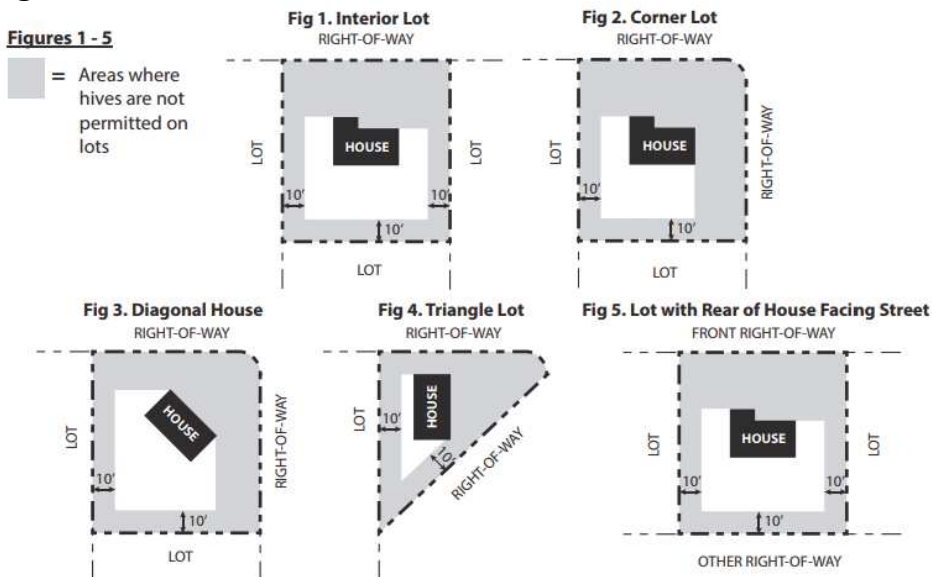 Figures 1 - 5
= Areas where
hives are not
permitted on
lots
Fig 1. Interior Lot
RIGHT-OF-WAY
LOT
HOUSE
LOT
10'
10'
10'
LOT
Fig 2. Corner Lot
RIGHT-OF-WAY
LOT
HOUSE
RIGHT-OF-WAY
10'
10'
LOT
Fig 3. Diagonal House
RIGHT-OF-WAY
LOT
HOUSE
RIGHT-OF-WAY
10'
10'
LOT
Fig 4. Triangle Lot
RIGHT-OF-WAY
LOT
10'
HOUSE
10'
RIGHT-OF-WAY
Fig 5. Lot with Rear of House Facing Street
FRONT RIGHT-OF-WAY
LOT
HOUSE
LOT
10'
10'
10'
OTHER RIGHT-OF-WAY